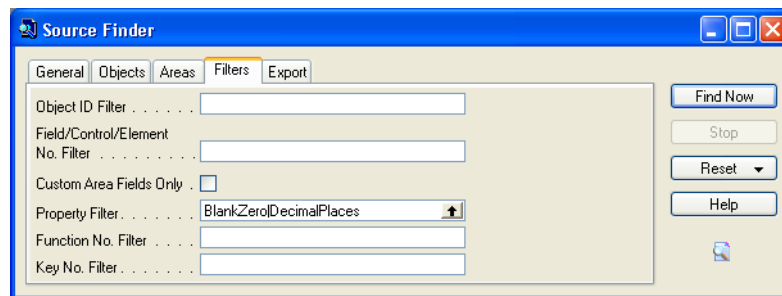 Source Finder
General Objects Areas Filters Export
Object ID Filter . . . . . .
Find Now
Field/Control/Element
No. Filter . . . . . . . . .
Stop
Custom Area Fields Only .
Reset
Property Filter . . . . . . . BlankZero|DecimalPlaces
Help
Function No. Filter . . . .
Key No. Filter . . . . . . .